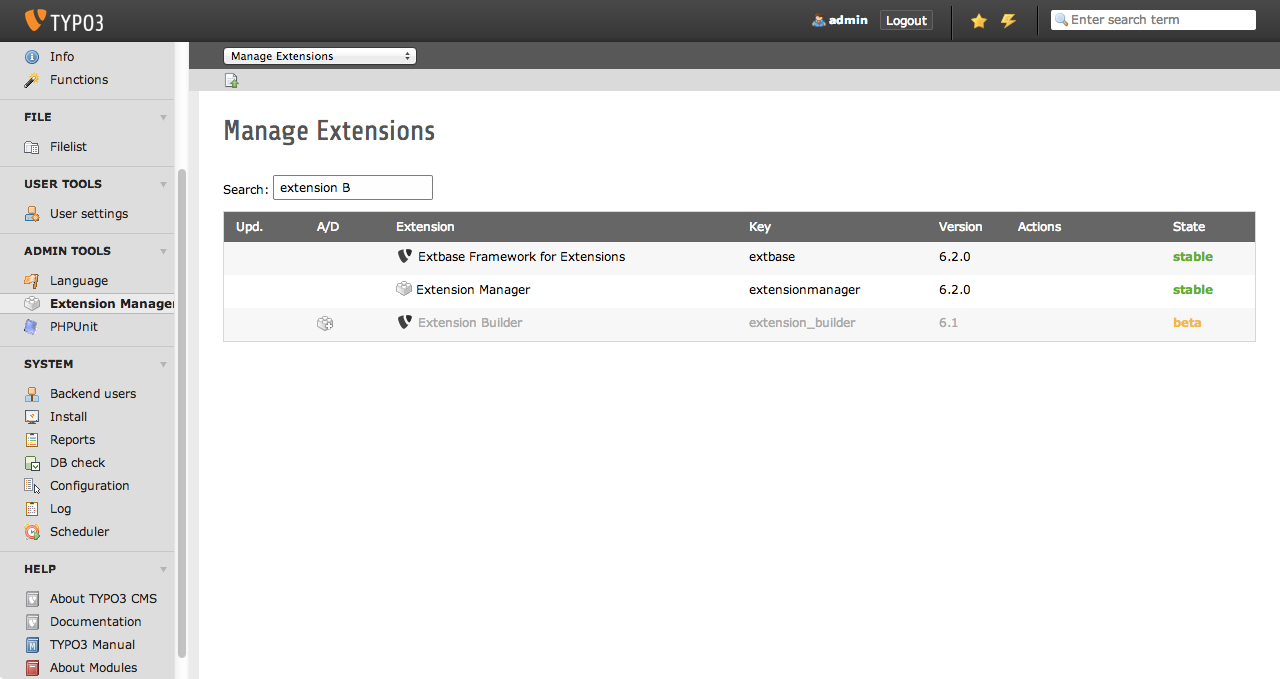 TYPO3
admin Logout Enter search term
Info
Functions
FILE
Filelist
USER TOOLS
User settings
ADMIN TOOLS
Language
Extension Manager
PHPUnit
SYSTEM
Backend users
Install
Reports
DB check
Configuration
Log
Scheduler
HELP
About TYPO3 CMS
Documentation
TYPO3 Manual
About Modules
Manage Extensions
Manage Extensions
Search: extension B
Upd. A/D Extension Key Version Actions State
Extbase Framework for Extensions extbase 6.2.0 stable
Extension Manager extensionmanager 6.2.0 stable
Extension Builder extension_builder 6.1 beta